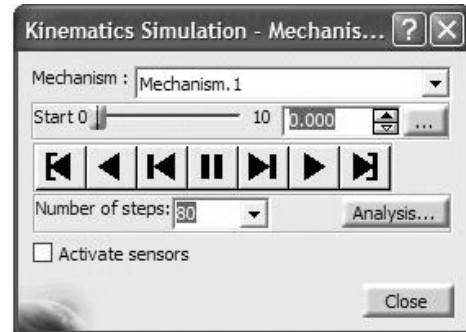 Kinematics Simulation - Mechanis...
Mechanism : Mechanism.1
Start 0 10 0.000 ...
Number of steps: 80 Analysis...
Activate sensors
Close